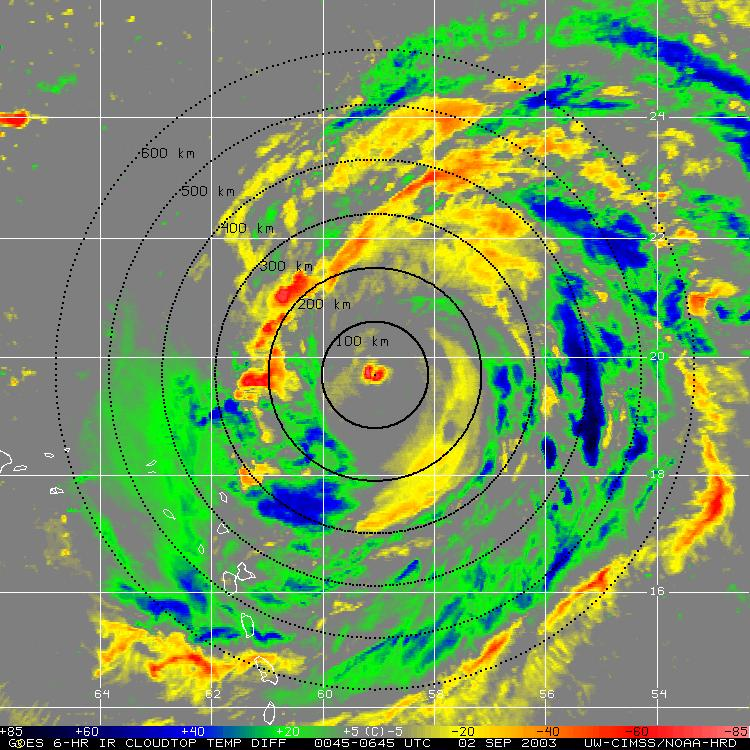 24
600 km
500 km
400 km
22
300 km
200 km
100 km
20
18
16
64 62 60 58 56 54
+85 +60 +40 +20 +5(C)-5 -20 -40 -60 -85
GOES 6-HR IR CLOUDTOP TEMP DIFF 0045-0645 UTC 02 SEP 2003 UW-CIMSS/NOAA-HRD